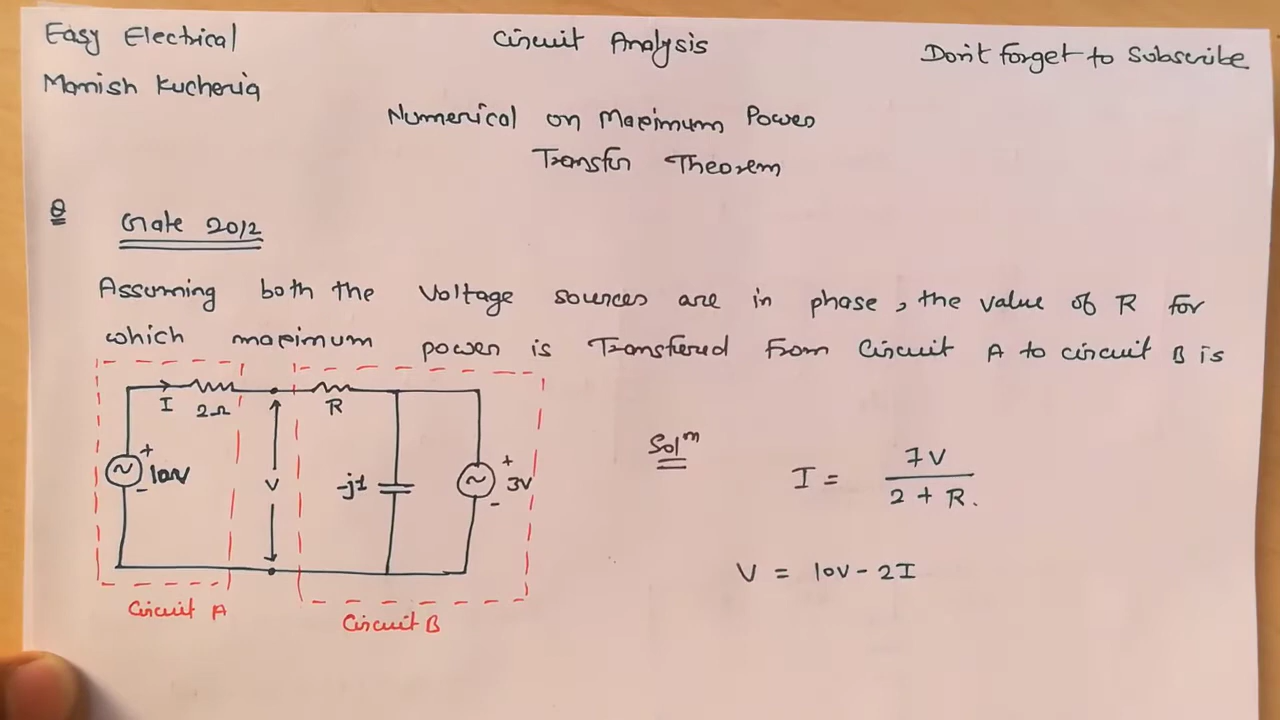 Easy Electrical
Manish Kucheria
Circuit Analysis
Don't forget to Subscribe
Numerical on Maximum Power
Transfer Theorem
Q
Gate 2012
Assuming both the Voltage sources are in phase, the value of R for
which maximum power is Transfered From Circuit A to circuit B is
I 2Ω R
+ 10V -
V
-j1
+ 3V -
Circuit A
Circuit B
Solⁿ
I = 7V / 2 + R.
V = 10V - 2I